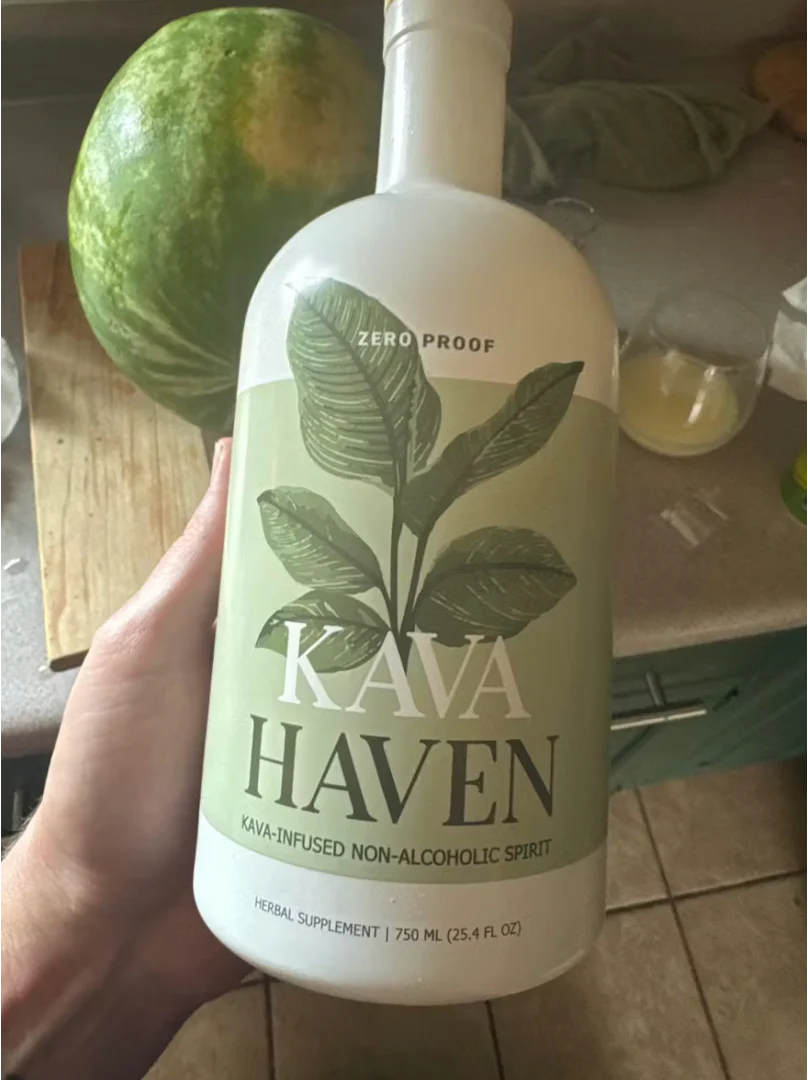 ZERO PROOF
KAVA
HAVEN
KAVA-INFUSED NON-ALCOHOLIC SPIRIT
HERBAL SUPPLEMENT | 750 ML (25.4 FL OZ)